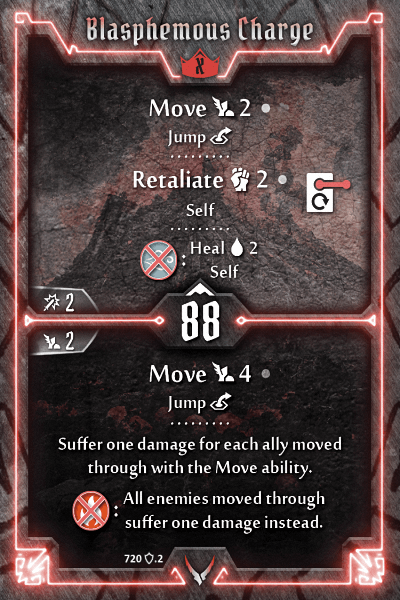 Blasphemous Charge
X
Move 2
Jump
Retaliate 2
Self
: Heal 2
Self
2
88
2
Move 4
Jump
Suffer one damage for each ally moved
through with the Move ability.
: All enemies moved through
suffer one damage instead.
720 .2